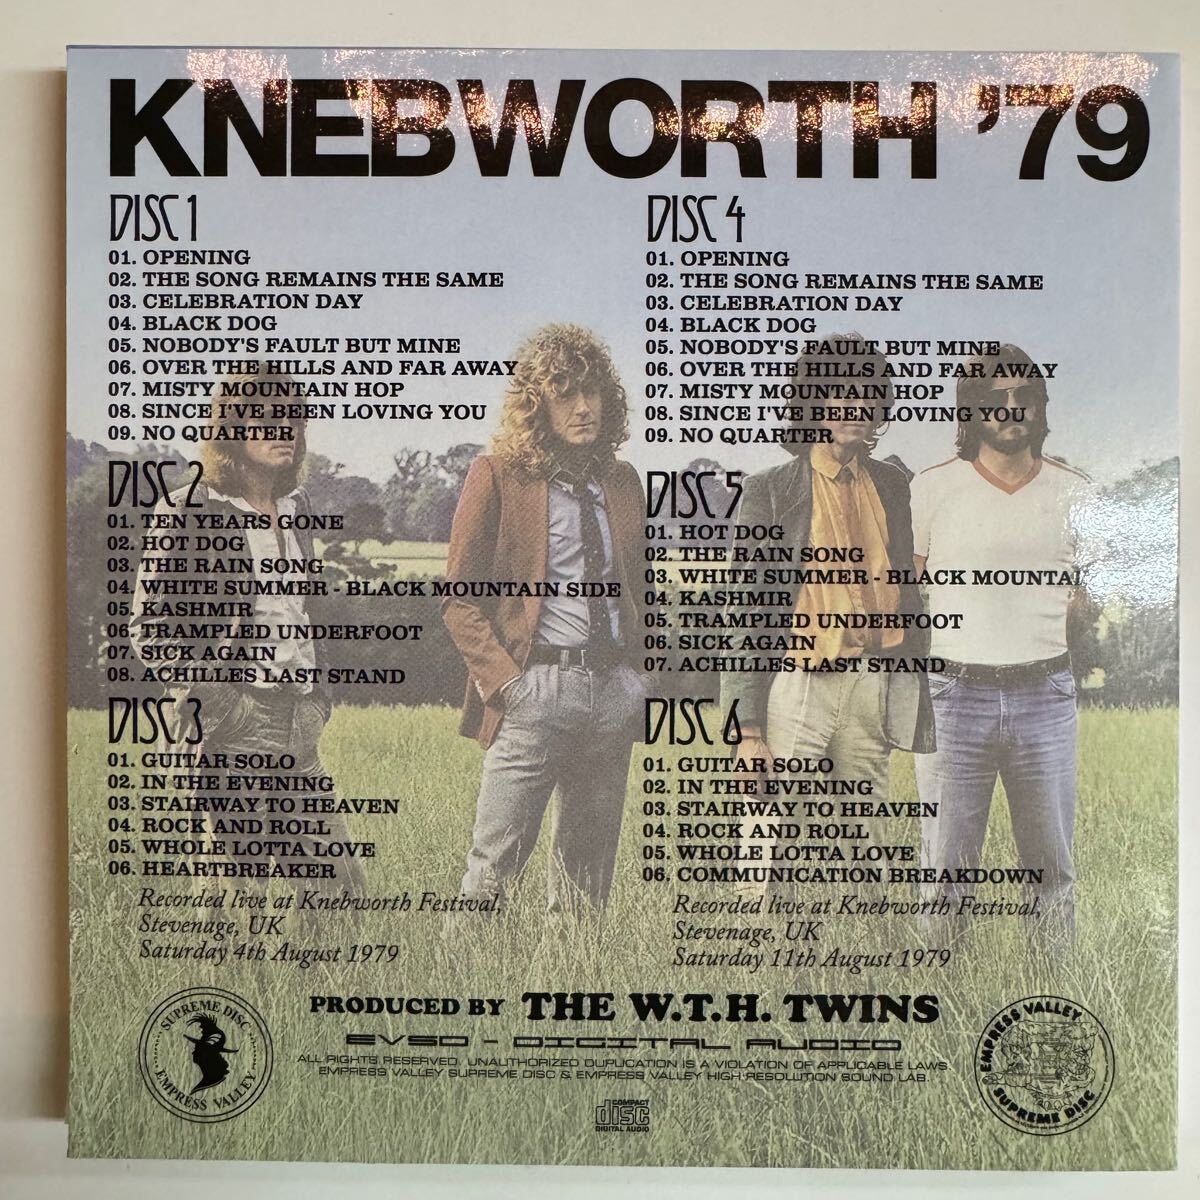 KNEBWORTH '79
DISC 1
01. OPENING
02. THE SONG REMAINS THE SAME
03. CELEBRATION DAY
04. BLACK DOG
05. NOBODY'S FAULT BUT MINE
06. OVER THE HILLS AND FAR AWAY
07. MISTY MOUNTAIN HOP
08. SINCE I'VE BEEN LOVING YOU
09. NO QUARTER
DISC 2
01. TEN YEARS GONE
02. HOT DOG
03. THE RAIN SONG
04. WHITE SUMMER - BLACK MOUNTAIN SIDE
05. KASHMIR
06. TRAMPLED UNDERFOOT
07. SICK AGAIN
08. ACHILLES LAST STAND
DISC 3
01. GUITAR SOLO
02. IN THE EVENING
03. STAIRWAY TO HEAVEN
04. ROCK AND ROLL
05. WHOLE LOTTA LOVE
06. HEARTBREAKER
Recorded live at Knebworth Festival,
Stevenage, UK
Saturday 4th August 1979
DISC 4
01. OPENING
02. THE SONG REMAINS THE SAME
03. CELEBRATION DAY
04. BLACK DOG
05. NOBODY'S FAULT BUT MINE
06. OVER THE HILLS AND FAR AWAY
07. MISTY MOUNTAIN HOP
08. SINCE I'VE BEEN LOVING YOU
09. NO QUARTER
DISC 5
01. HOT DOG
02. THE RAIN SONG
03. WHITE SUMMER - BLACK MOUNTA
04. KASHMIR
05. TRAMPLED UNDERFOOT
06. SICK AGAIN
07. ACHILLES LAST STAND
DISC 6
01. GUITAR SOLO
02. IN THE EVENING
03. STAIRWAY TO HEAVEN
04. ROCK AND ROLL
05. WHOLE LOTTA LOVE
06. COMMUNICATION BREAKDOWN
Recorded live at Knebworth Festival,
Stevenage, UK
Saturday 11th August 1979
SUPREME DISC
EMPRESS VALLEY
PRODUCED BY THE W.T.H. TWINS
EVSD - DIGITAL AUDIO
ALL RIGHTS RESERVED. UNAUTHORIZED DUPLICATION IS A VIOLATION OF APPLICABLE LAWS.
EMPRESS VALLEY SUPREME DISC & EMPRESS VALLEY HIGH RESOLUTION SOUND LAB.
COMPACT
disc
DIGITAL AUDIO
EMPRESS VALLEY
SUPREME DISC